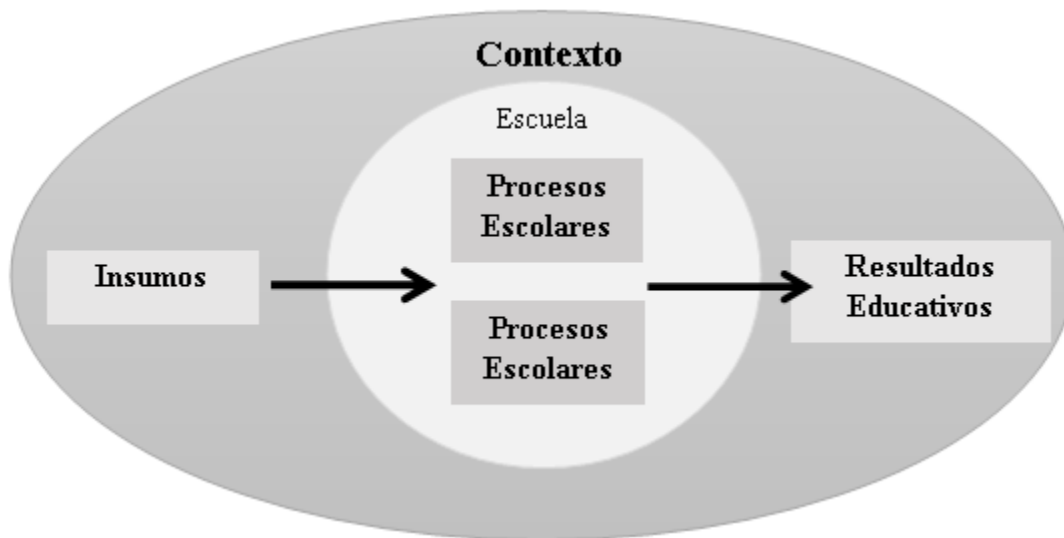 Contexto
Escuela
Procesos
Escolares
Insumos
Procesos
Escolares
Resultados
Educativos